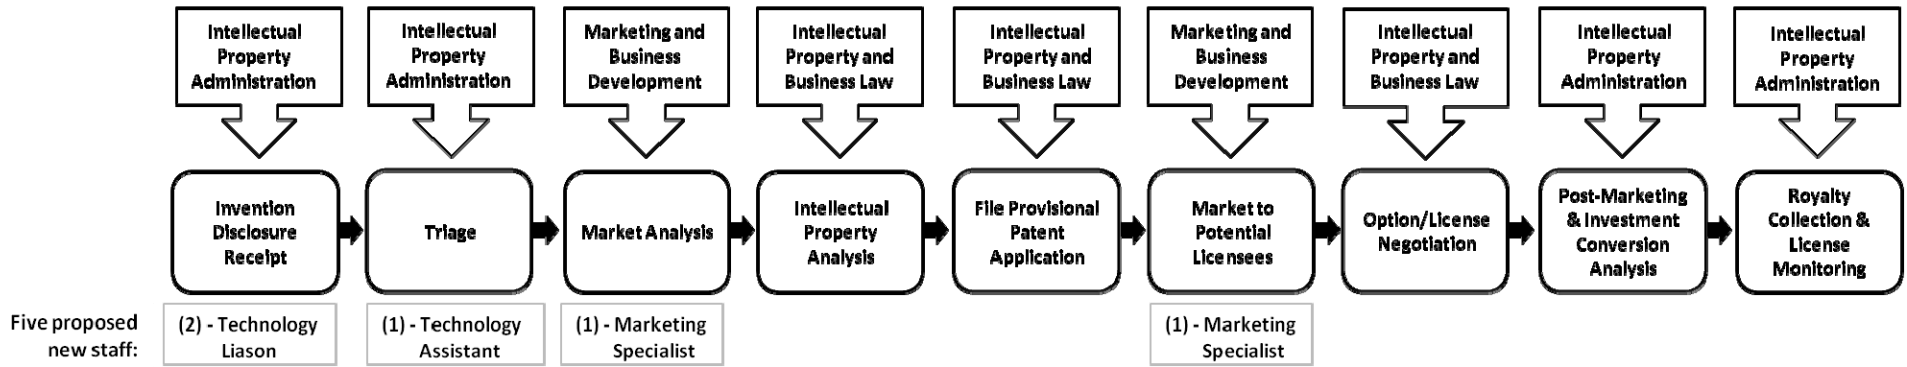 Intellectual
Property
Administration
Intellectual
Property
Administration
Marketing and
Business
Development
Intellectual
Property and
Business Law
Intellectual
Property and
Business Law
Marketing and
Business
Development
Intellectual
Property and
Business Law
Intellectual
Property
Administration
Intellectual
Property
Administration
Invention
Disclosure
Receipt
Triage
Market Analysis
Intellectual
Property
Analysis
File Provisional
Patent
Application
Market to
Potential
Licensees
Option/License
Negotiation
Post-Marketing
& Investment
Conversion
Analysis
Royalty
Collection &
License
Monitoring
Five proposed
new staff:
(2) - Technology
Liason
(1) - Technology
Assistant
(1) - Marketing
Specialist
(1) - Marketing
Specialist